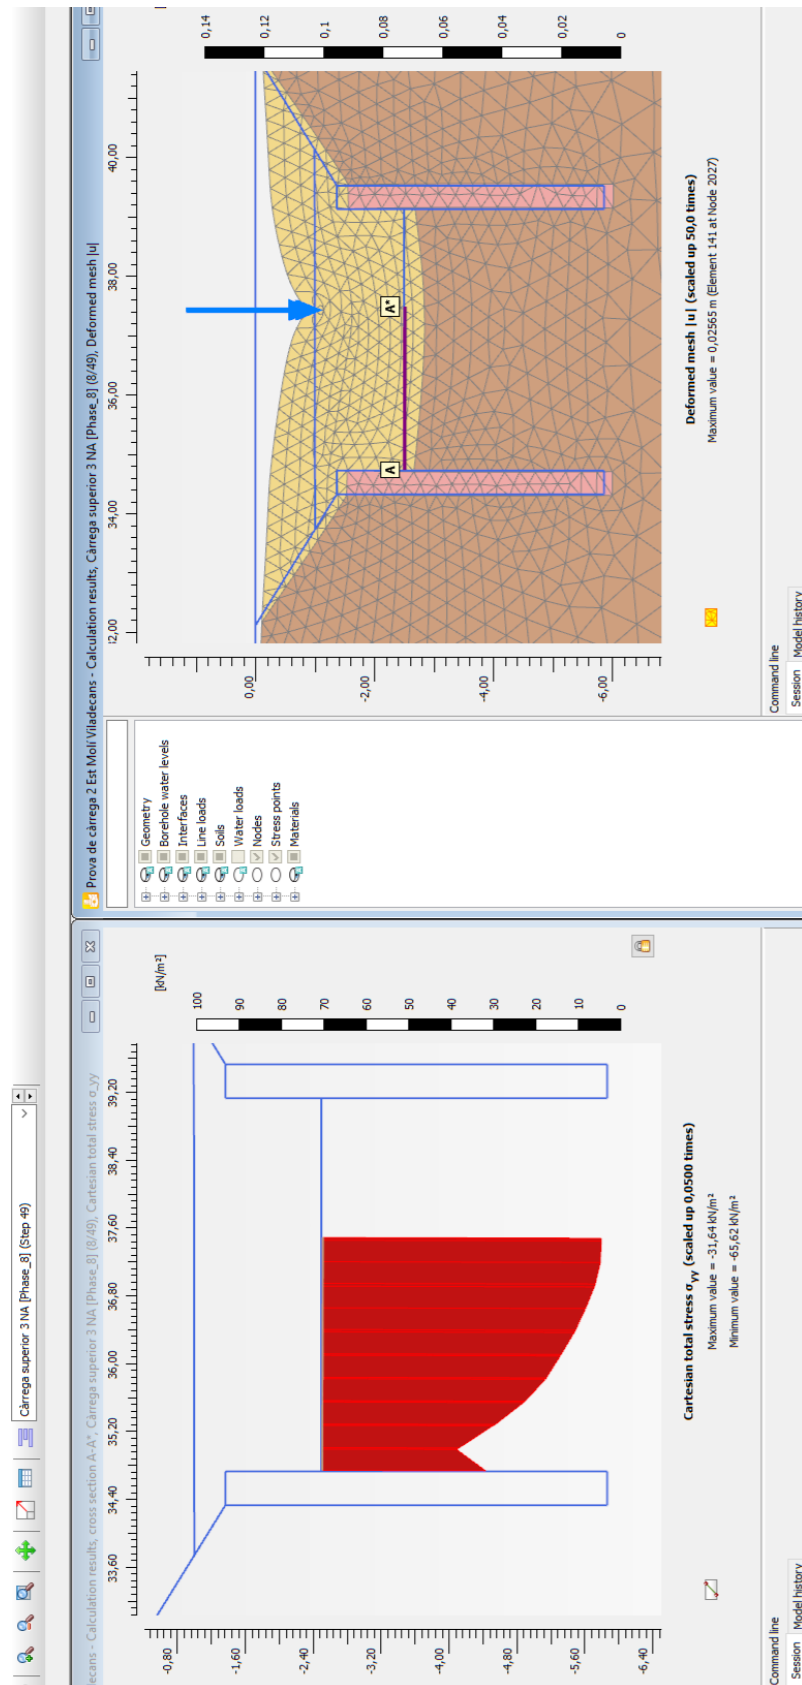 Càrrega superior 3 NA [Phase_8] (Step 49)
decans - Calculation results, cross section A-A*, Càrrega superior 3 NA [Phase_8] (8/49), Cartesian total stress σ_yy
33,60
34,40
35,20
36,00
36,80
37,60
38,40
39,20
[kN/m²]
-0,80
-1,60
-2,40
-3,20
-4,00
-4,80
-5,60
-6,40
100
90
80
70
60
50
40
30
20
10
0
Cartesian total stress σyy (scaled up 0,0500 times)
Maximum value = -31,64 kN/m²
Minimum value = -65,62 kN/m²
Command line
Session Model history
Prova de càrrega 2 Est Molí Viladecans - Calculation results, Càrrega superior 3 NA [Phase_8] (8/49), Deformed mesh |u|
Geometry
Borehole water levels
Interfaces
Line loads
Soils
Water loads
Nodes
Stress points
Materials
34,00
36,00
38,00
40,00
0,00
-2,00
-4,00
-6,00
A
A*
0,14
0,12
0,1
0,08
0,06
0,04
0,02
0
Deformed mesh |u| (scaled up 50,0 times)
Maximum value = 0,02565 m (Element 141 at Node 2027)
Command line
Session Model history